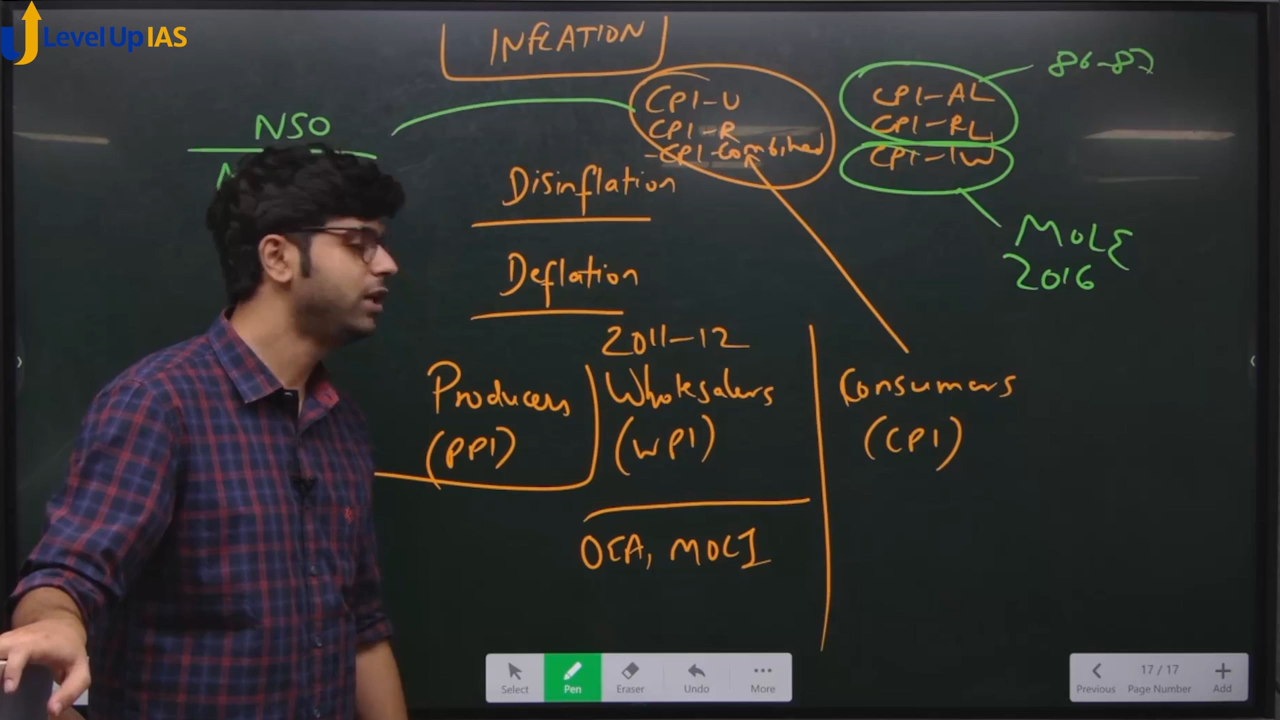 Level Up IAS
INFLATION
86-87
CPI-U
CPI-R
-CPI-Combined
CPI-AL
CPI-RL
CPI-IW
NSO
Disinflation
MOLE
2016
Deflation
2011-12
Producers
(PPI)
Wholesalers
(WPI)
Consumers
(CPI)
OEA, MOCI
Select
Pen
Eraser
Undo
More
Previous
17 / 17
Page Number
Add